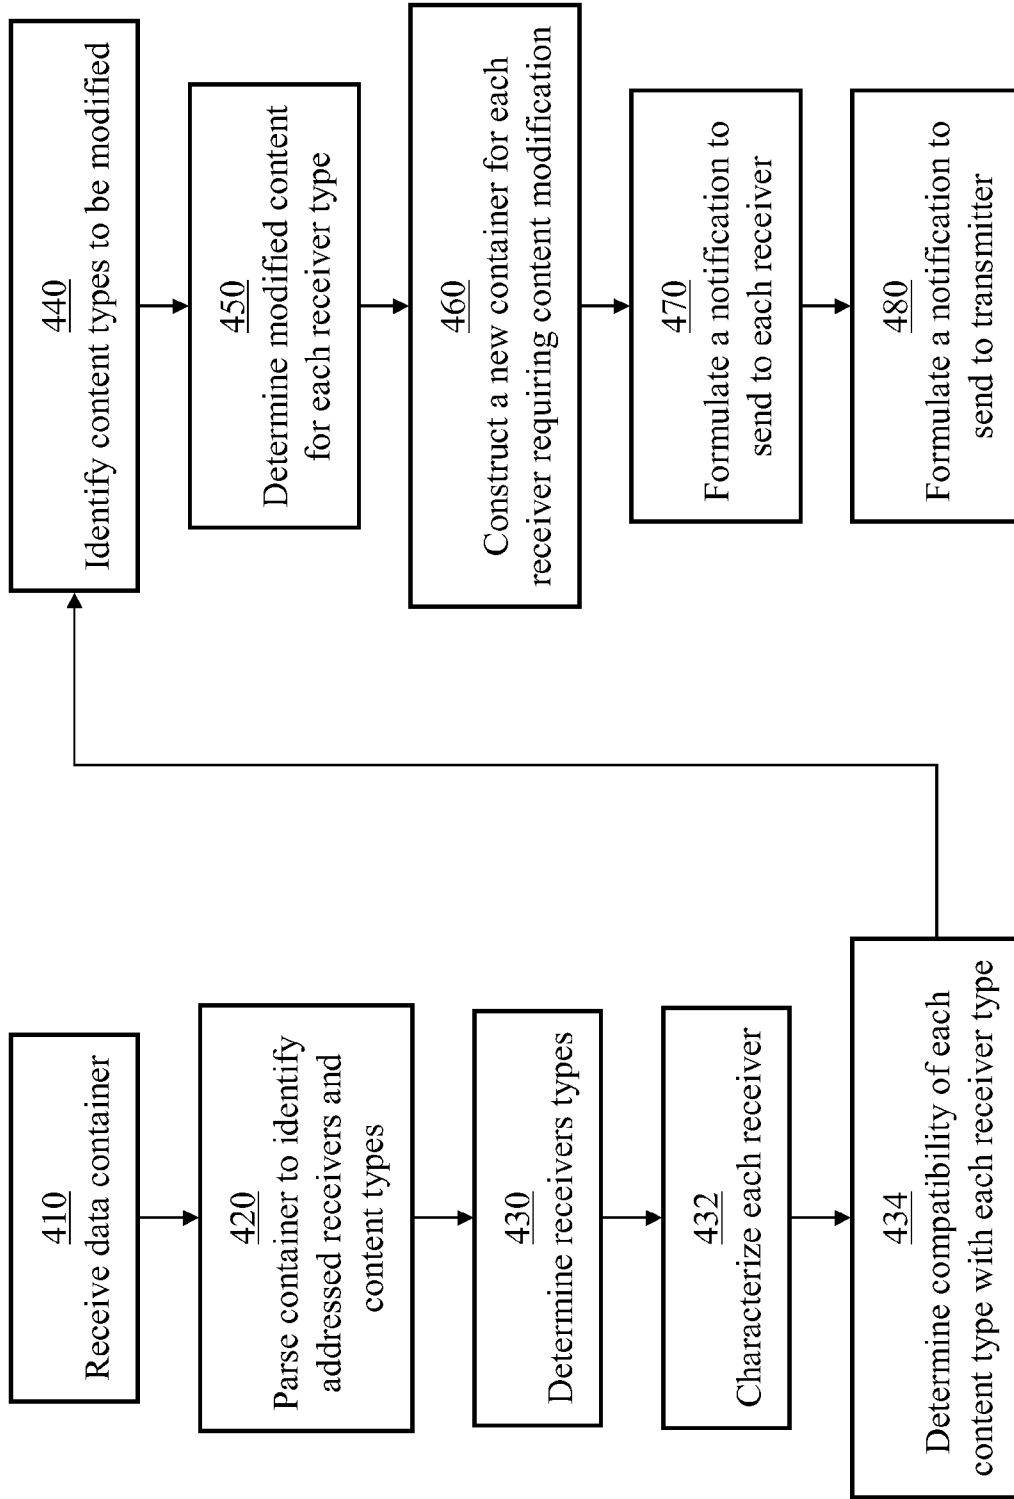 410
Receive data container
420
Parse container to identify
addressed receivers and
content types
430
Determine receivers types
432
Characterize each receiver
434
Determine compatibility of each
content type with each receiver type
440
Identify content types to be modified
450
Determine modified content
for each receiver type
460
Construct a new container for each
receiver requiring content modification
470
Formulate a notification to
send to each receiver
480
Formulate a notification to
send to transmitter